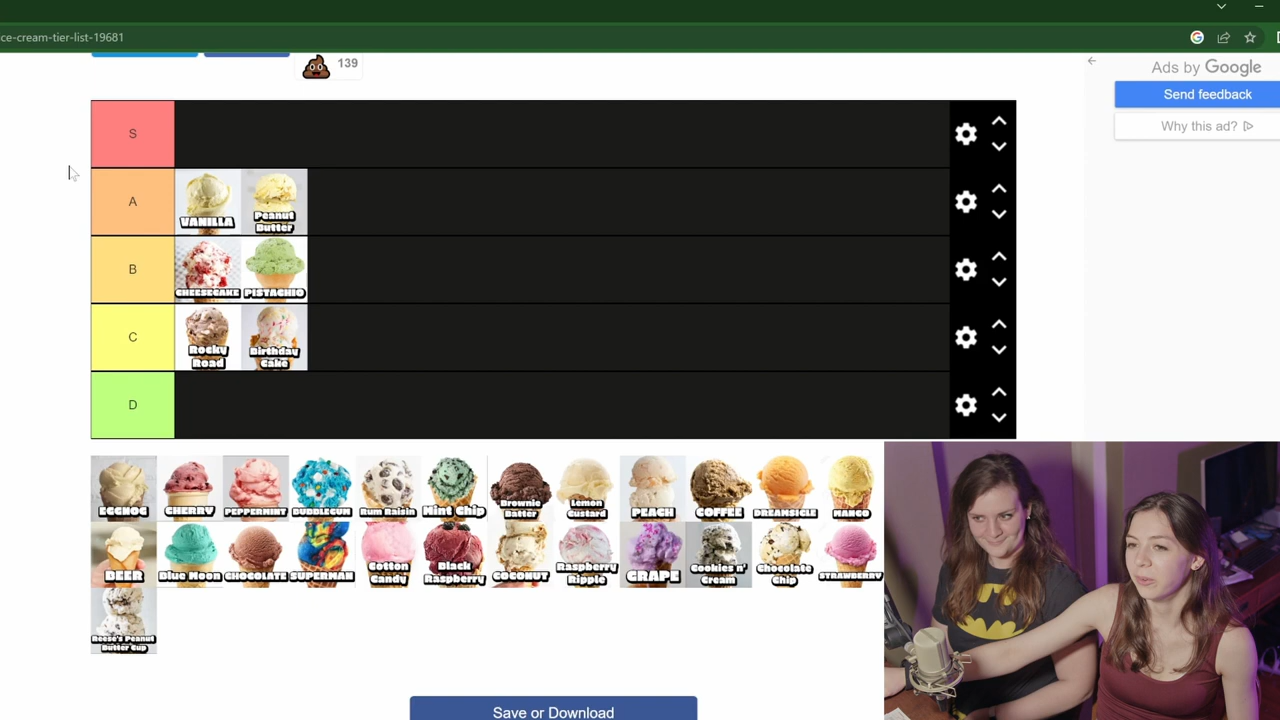 ce-cream-tier-list-19681
139
Ads by Google
Send feedback
Why this ad?
S
A
VANILLA
Peanut Butter
B
CHEESECAKE
PISTACHIO
C
Rocky Road
Birthday Cake
D
EGGNOG
CHERRY
PEPPERMINT
BUBBLEGUM
Rum Raisin
Mint Chip
Brownie Batter
Lemon Custard
PEACH
COFFEE
DREAMSICLE
MANGO
BEER
Blue Moon
CHOCOLATE
SUPERMAN
Cotton Candy
Black Raspberry
COCONUT
Raspberry Ripple
GRAPE
Cookies n' Cream
Chocolate Chip
STRAWBERRY
Reese's Peanut Butter Cup
Save or Download